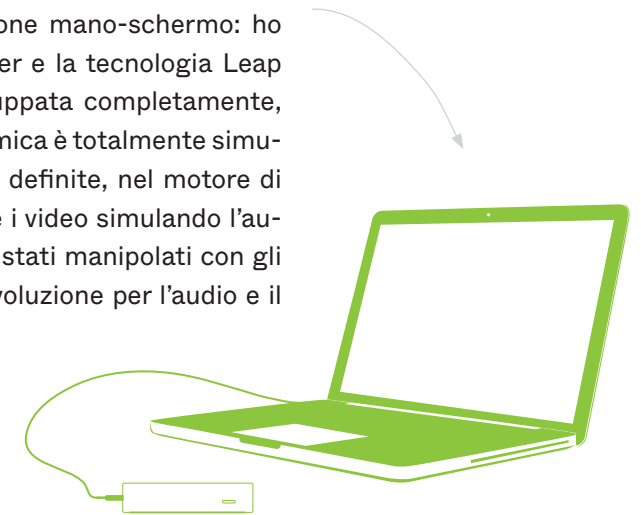 one mano-schermo: ho
er e la tecnologia Leap
uppata completamente,
mica è totalmente simu-
definite, nel motore di
e i video simulando l’au-
stati manipolati con gli
voluzione per l’audio e il